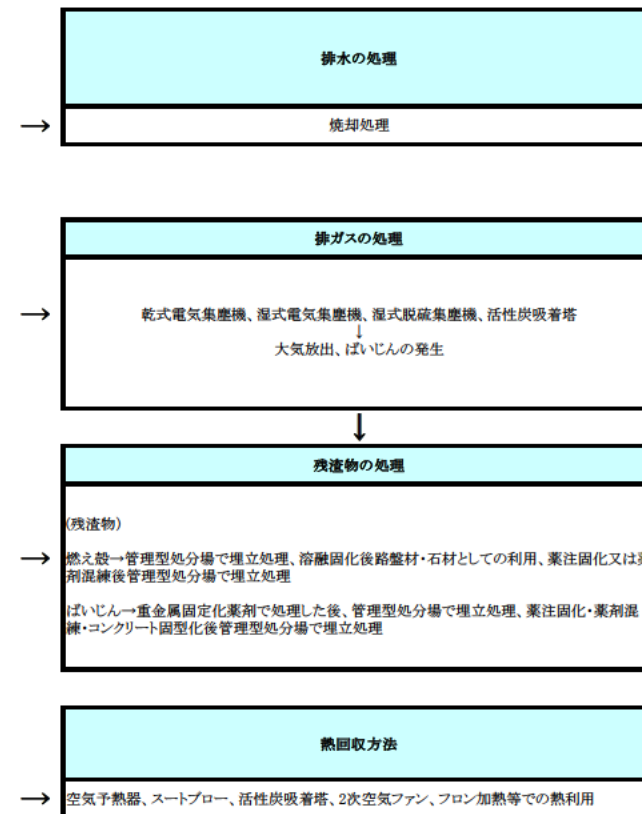 排水の処理
→ 焼却処理
排ガスの処理
→ 乾式電気集塵機、湿式電気集塵機、湿式脱硫集塵機、活性炭吸着塔
↓
大気放出、ばいじんの発生
↓
残渣物の処理
(残渣物)
→ 燃え殻→管理型処分場で埋立処理、溶融固化後路盤材・石材としての利用、薬注固化又は
剤混練後管理型処分場で埋立処理
ばいじん→重金属固定化薬剤で処理した後、管理型処分場で埋立処理、薬注固化・薬剤混
練・コンクリート固型化後管理型処分場で埋立処理
熱回収方法
→ 空気予熱器、スートブロー、活性炭吸着塔、2次空気ファン、フロン加熱等での熱利用